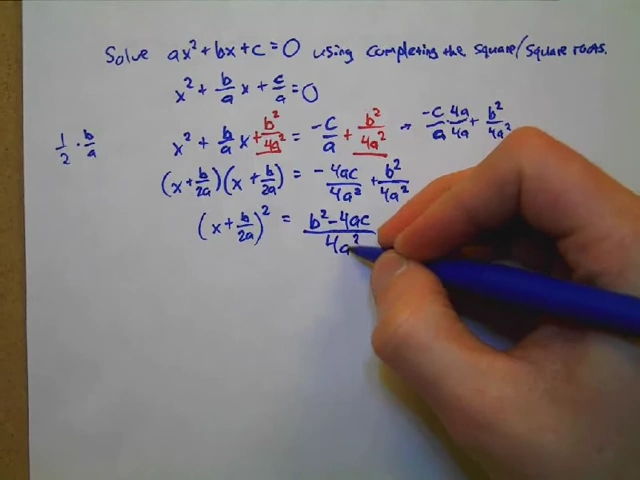 Solve ax²+bx+c=0 using completing the square/square roots.
x² + b/a x + c/a = 0
1/2 · b/a
x² + b/a x + b²/4a² = -c/a + b²/4a² → -c/a · 4a/4a + b²/4a²
(x + b/2a)(x + b/2a) = -4ac/4a² + b²/4a²
(x + b/2a)² = b²-4ac/4a²